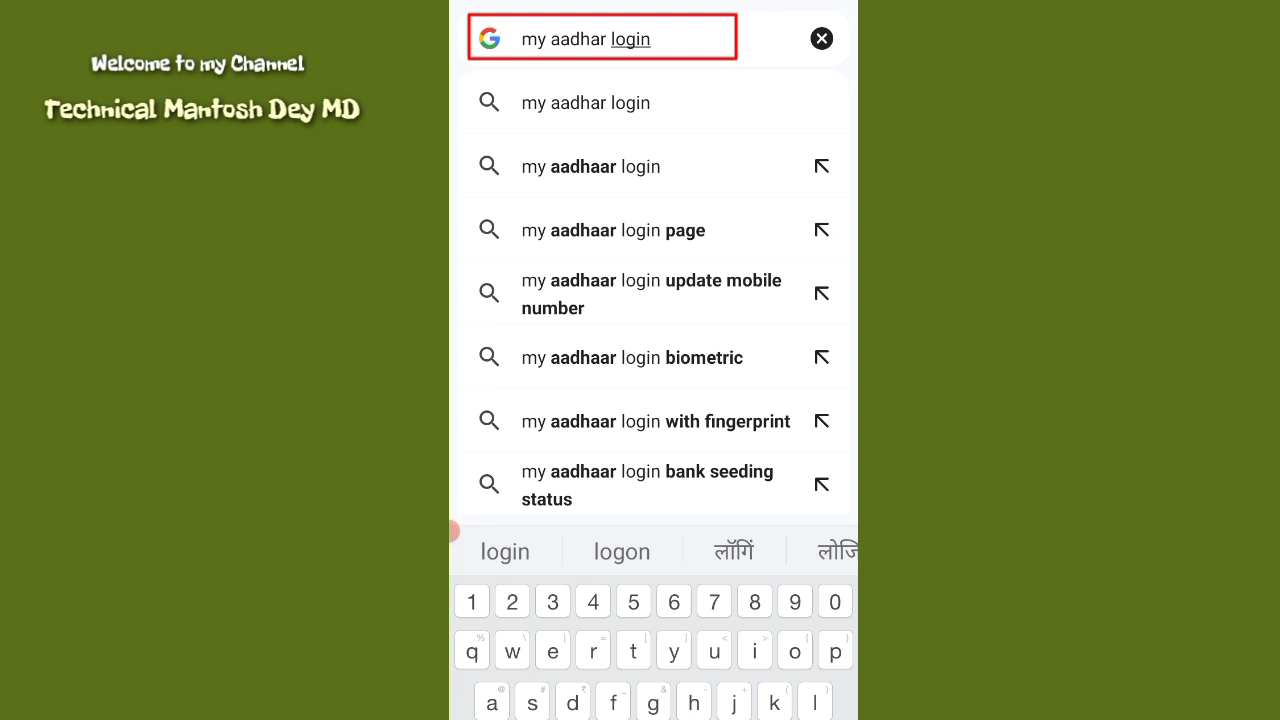 Welcome to my Channel
Technical Mantosh Dey MD
my aadhar login
my aadhar login
my aadhaar login
my aadhaar login page
my aadhaar login update mobile
number
my aadhaar login biometric
my aadhaar login with fingerprint
my aadhaar login bank seeding
status
login logon लॉगिं
1 2 3 4 5 6 7 8 9 0
q w e r t y u i o p
a s d f g h j k l